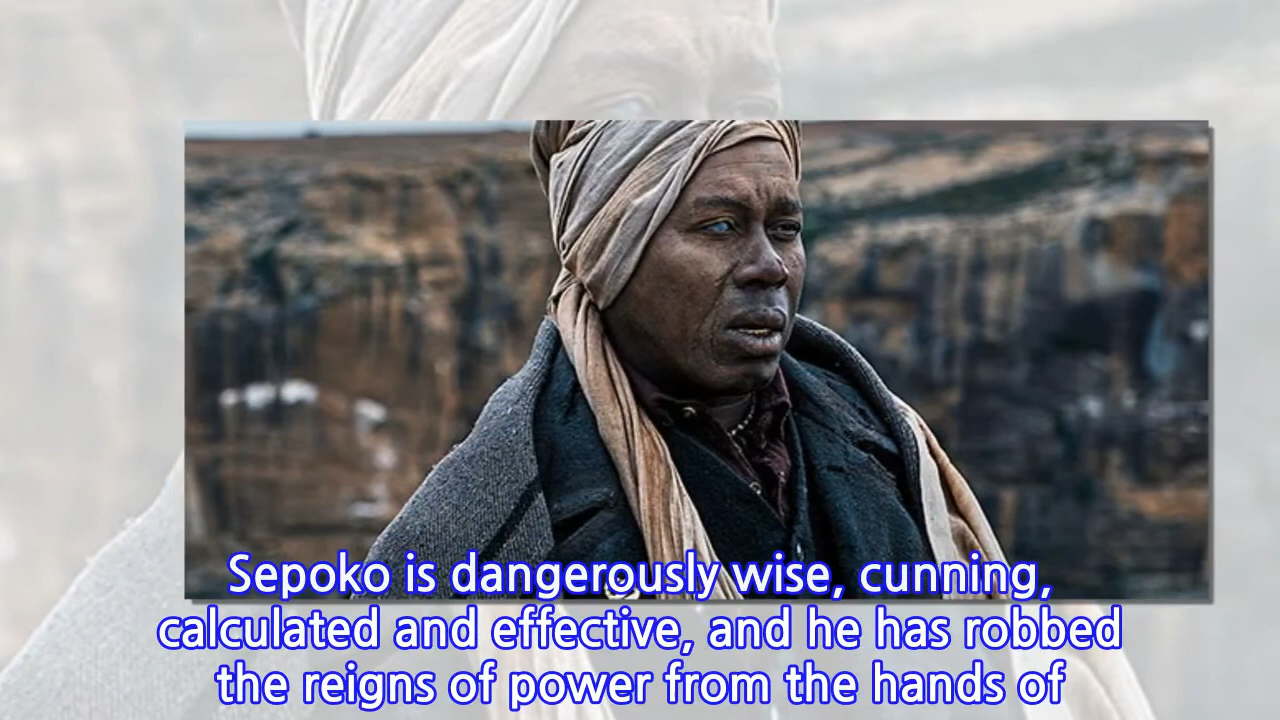 Sepoko is dangerously wise, cunning,
calculated and effective, and he has robbed
the reigns of power from the hands of